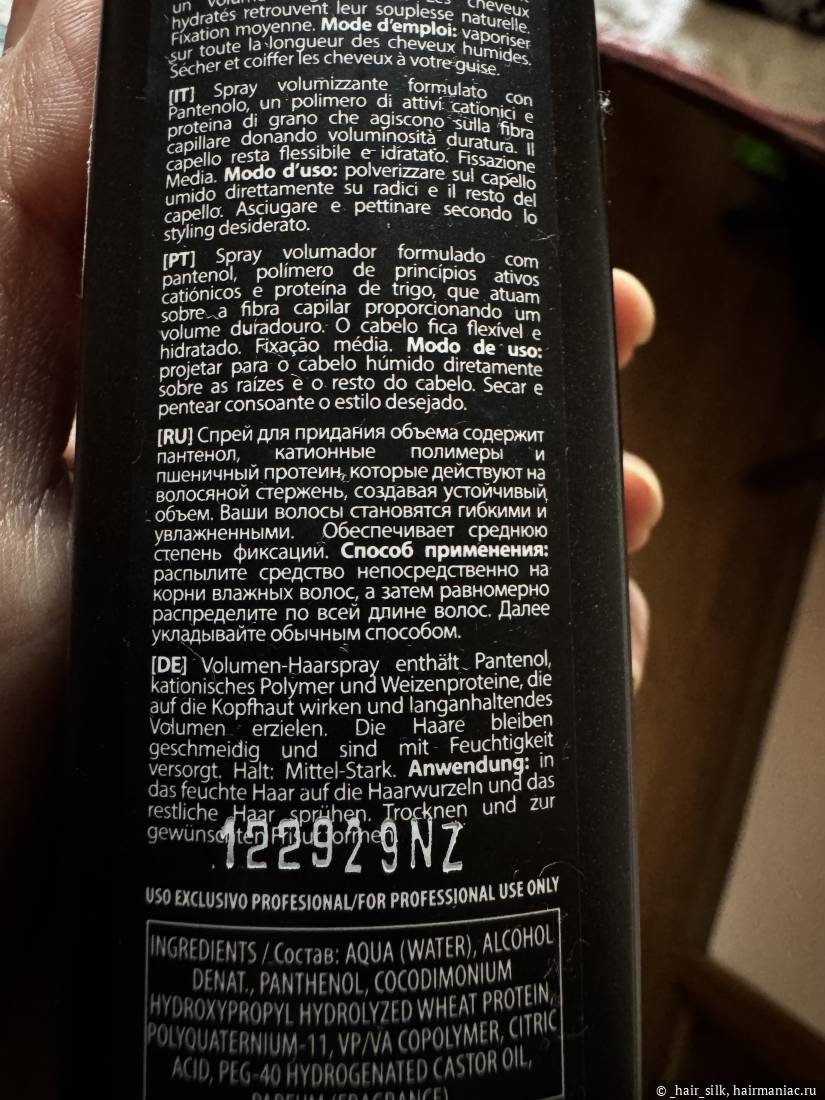 un volum cheveux
hydratés retrouvent leur souplesse naturelle.
Fixation moyenne. Mode d'emploi: vaporiser
sur toute la longueur des cheveux humides.
Sécher et coiffer les cheveux à votre guise.
[IT] Spray volumizzante formulato con
Pantenolo, un polimero di attivi cationici e
proteina di grano che agiscono sulla fibra
capillare donando voluminosità duratura. Il
capello resta flessibile e idratato. Fissazione
Media. Modo d'uso: polverizzare sul capello
umido direttamente su radici e il resto del
capello. Asciugare e pettinare secondo lo
styling desiderato.
[PT] Spray volumador formulado com
pantenol, polímero de princípios ativos
catiónicos e proteína de trigo, que atuam
sobre a fibra capilar proporcionando um
volume duradouro. O cabelo fica flexível e
hidratado. Fixação média. Modo de uso:
projetar para o cabelo húmido diretamente
sobre as raízes e o resto do cabelo. Secar e
pentear consoante o estilo desejado.
[RU] Спрей для придания объема содержит
пантенол, катионные полимеры и
пшеничный протеин, которые действуют на
волосяной стержень, создавая устойчивый
объем. Ваши волосы становятся гибкими и
увлажненными. Обеспечивает среднюю
степень фиксации. Способ применения:
распылите средство непосредственно на
корни влажных волос, а затем равномерно
распределите по всей длине волос. Далее
укладывайте обычным способом.
[DE] Volumen-Haarspray enthält Pantenol,
kationisches Polymer und Weizenproteine, die
auf die Kopfhaut wirken und langanhaltendes
Volumen erzielen. Die Haare bleiben
geschmeidig und sind mit Feuchtigkeit
versorgt. Halt: Mittel-Stark. Anwendung: in
das feuchte Haar auf die Haarwurzeln und das
restliche Haar sprühen. Trocknen und zur
122929NZ
USO EXCLUSIVO PROFESIONAL/FOR PROFESSIONAL USE ONLY
INGREDIENTS / Состав: AQUA (WATER), ALCOHOL
DENAT., PANTHENOL, COCODIMONIUM
HYDROXYPROPYL HYDROLYZED WHEAT PROTEIN,
POLYQUATERNIUM-11, VP/VA COPOLYMER, CITRIC
ACID, PEG-40 HYDROGENATED CASTOR OIL,
PARFUM (FRAGRANCE)
© _hair_silk, hairmaniac.ru